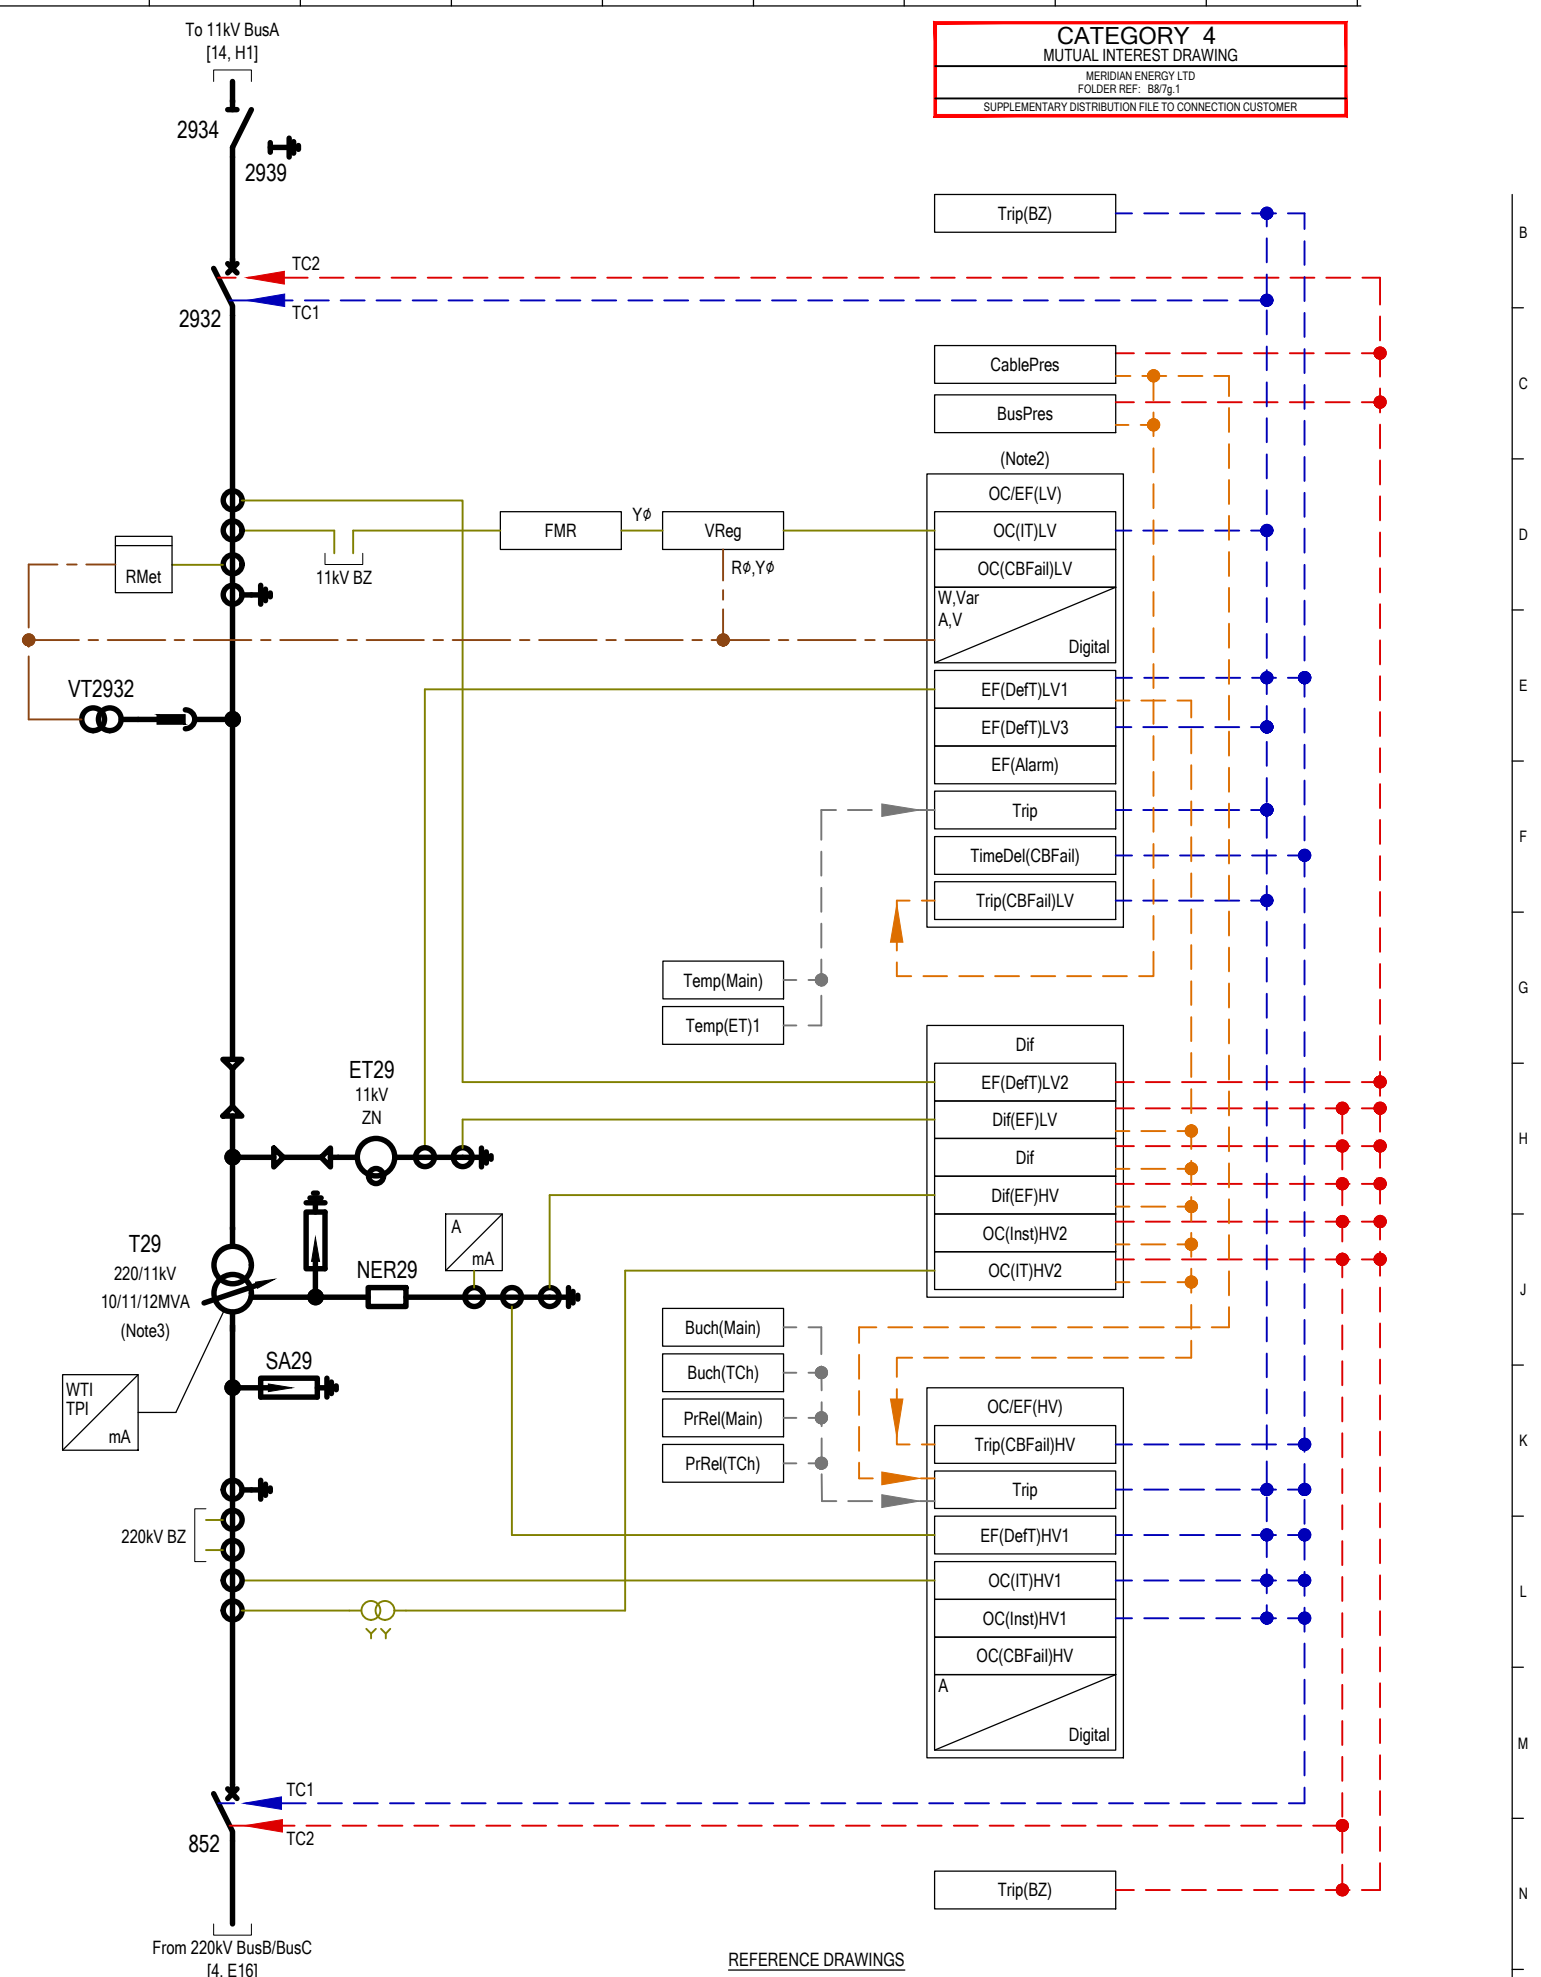 To 11kV BusA
[14, H1]
CATEGORY 4
MUTUAL INTEREST DRAWING
MERIDIAN ENERGY LTD
FOLDER REF: B8/7g.1
SUPPLEMENTARY DISTRIBUTION FILE TO CONNECTION CUSTOMER
2934
2939
Trip(BZ)
B
TC2
TC1
2932
CablePres
C
BusPres
(Note2)
OC/EF(LV)
FMR
Yø
VReg
OC(IT)LV
D
RMet
11kV BZ
Rø,Yø
OC(CBFail)LV
W,Var
A,V
Digital
VT2932
EF(DefT)LV1
E
EF(DefT)LV3
EF(Alarm)
Trip
F
TimeDel(CBFail)
Trip(CBFail)LV
Temp(Main)
G
Temp(ET)1
Dif
ET29
11kV
ZN
EF(DefT)LV2
Dif(EF)LV
H
Dif
Dif(EF)HV
A
mA
OC(Inst)HV2
T29
220/11kV
10/11/12MVA
(Note3)
NER29
OC(IT)HV2
J
Buch(Main)
SA29
Buch(TCh)
WTI
TPI
mA
OC/EF(HV)
PrRel(Main)
Trip(CBFail)HV
K
PrRel(TCh)
Trip
220kV BZ
EF(DefT)HV1
OC(IT)HV1
L
Y Y
OC(Inst)HV1
OC(CBFail)HV
A
Digital
M
TC1
TC2
852
Trip(BZ)
N
From 220kV BusB/BusC
[4, E16]
REFERENCE DRAWINGS